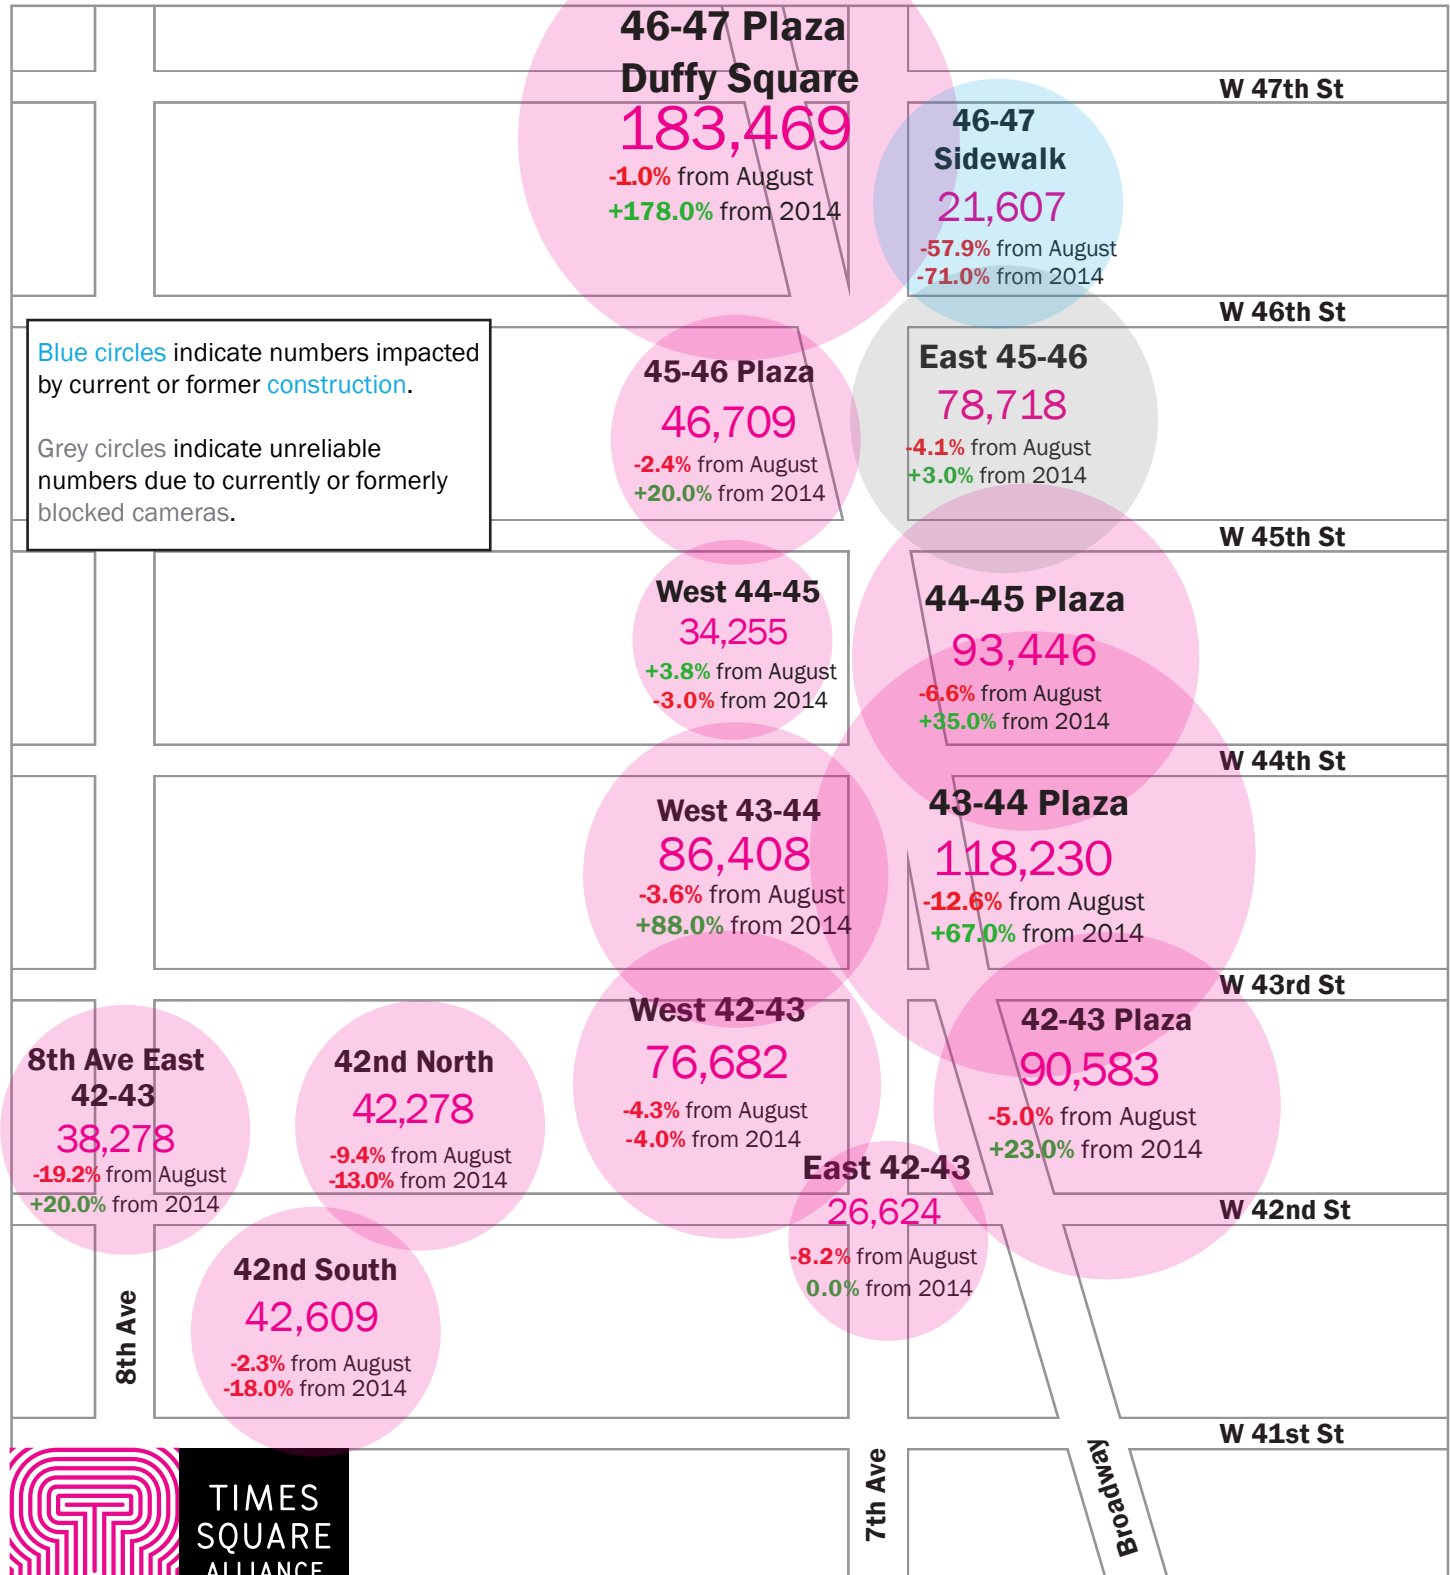 46-47 Plaza
Duffy Square
183,469
-1.0% from August
+178.0% from 2014
W 47th St
46-47
Sidewalk
21,607
-57.9% from August
-71.0% from 2014
W 46th St
Blue circles indicate numbers impacted
by current or former construction.
Grey circles indicate unreliable
numbers due to currently or formerly
blocked cameras.
45-46 Plaza
46,709
-2.4% from August
+20.0% from 2014
East 45-46
78,718
-4.1% from August
+3.0% from 2014
W 45th St
West 44-45
34,255
+3.8% from August
-3.0% from 2014
44-45 Plaza
93,446
-6.6% from August
+35.0% from 2014
W 44th St
West 43-44
86,408
-3.6% from August
+88.0% from 2014
43-44 Plaza
118,230
-12.6% from August
+67.0% from 2014
W 43rd St
8th Ave East
42-43
38,278
-19.2% from August
+20.0% from 2014
42nd North
42,278
-9.4% from August
-13.0% from 2014
West 42-43
76,682
-4.3% from August
-4.0% from 2014
42-43 Plaza
90,583
-5.0% from August
+23.0% from 2014
East 42-43
26,624
-8.2% from August
0.0% from 2014
W 42nd St
42nd South
42,609
-2.3% from August
-18.0% from 2014
8th Ave
W 41st St
7th Ave
Broadway
TIMES
SQUARE
ALLIANCE